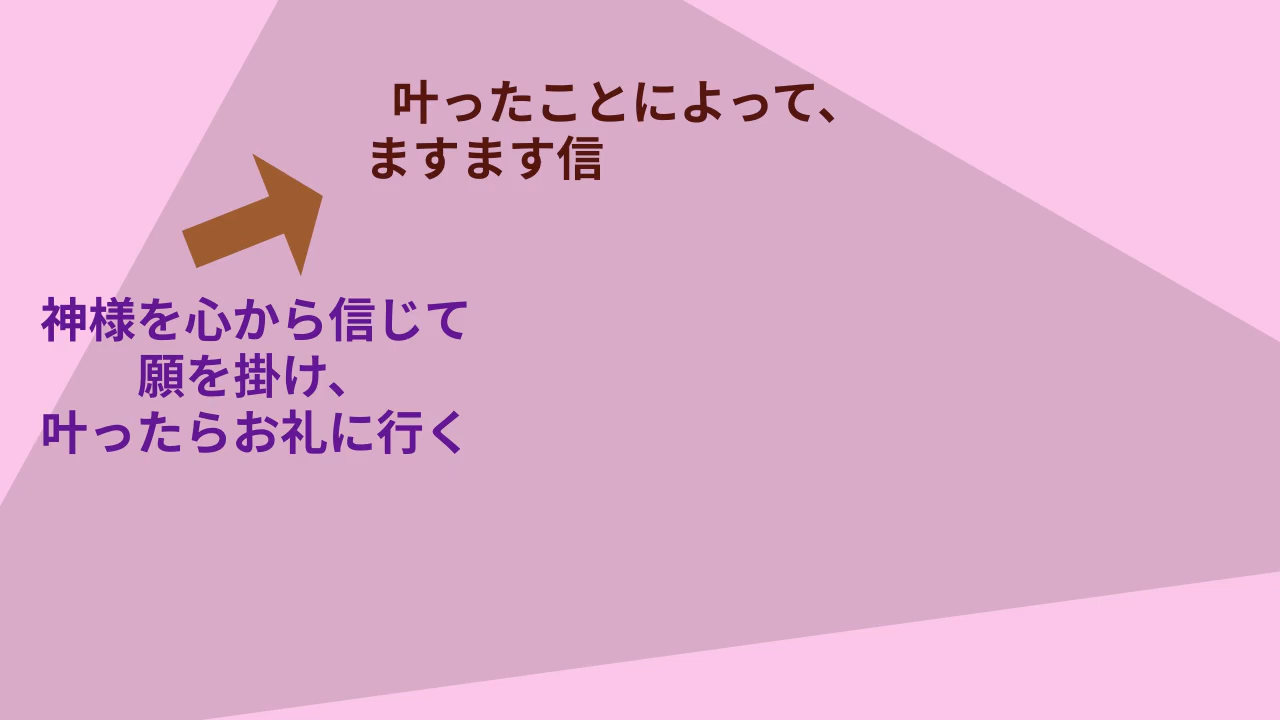 叶ったことによって、
ますます信
神様を心から信じて
願を掛け、
叶ったらお礼に行く